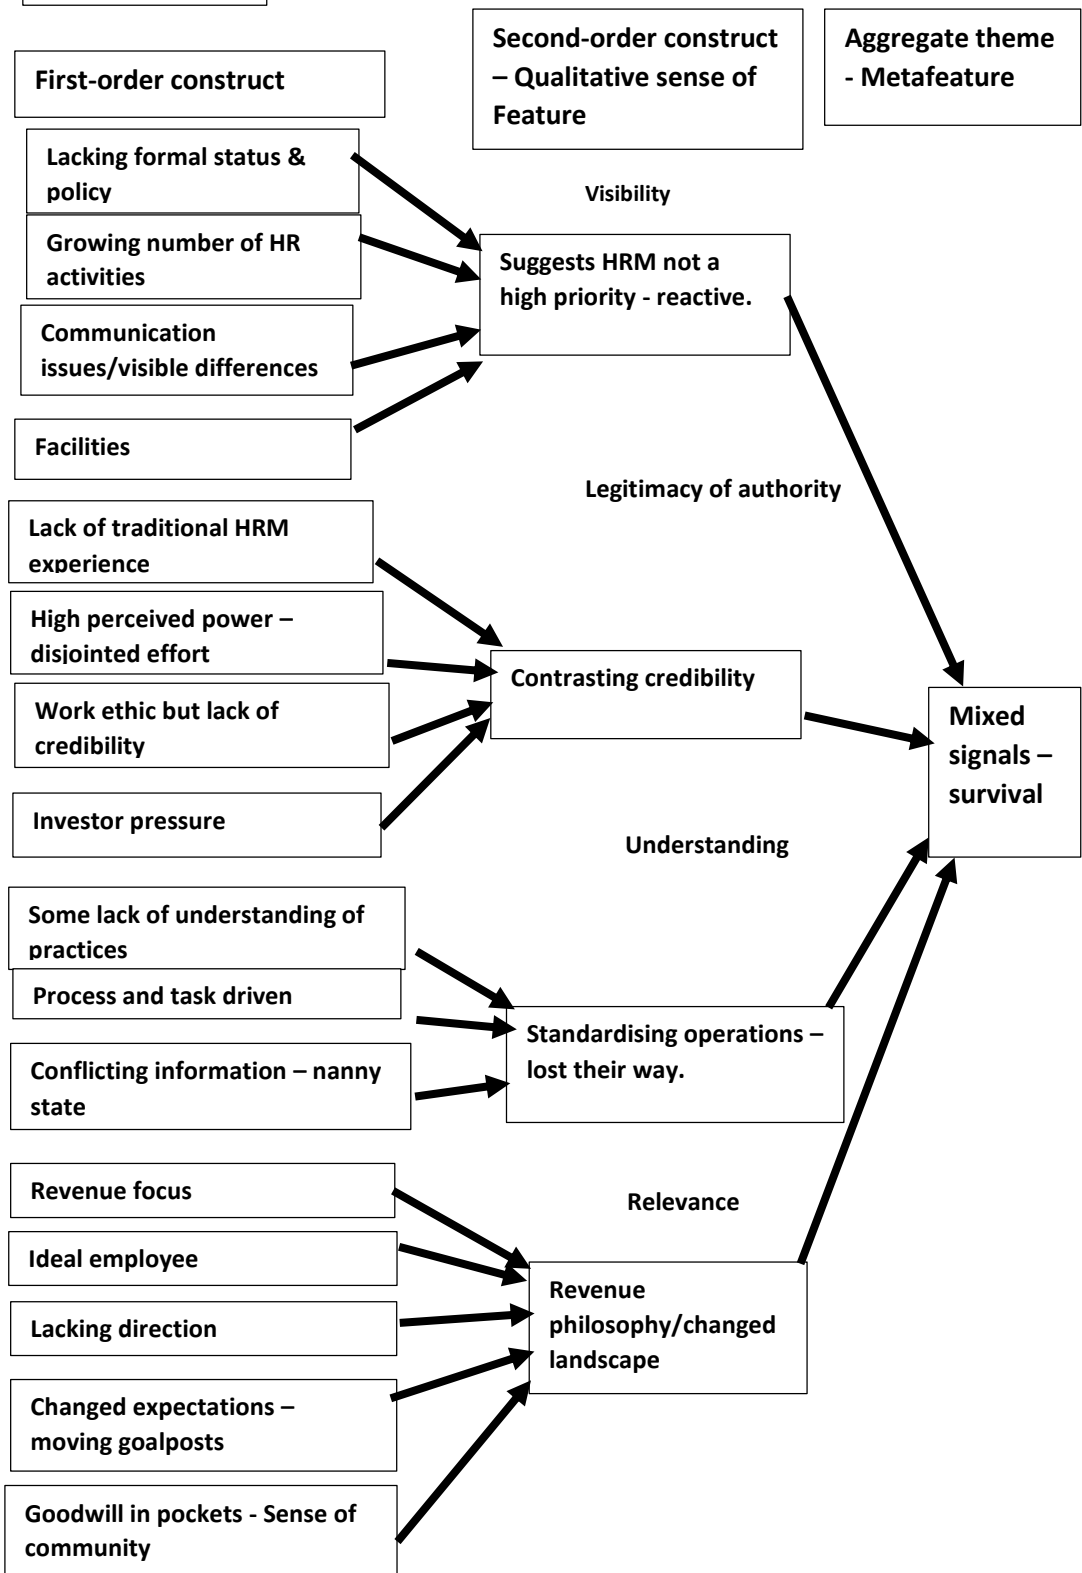 First-order construct
Second-order construct
– Qualitative sense of
Feature
Aggregate theme
- Metafeature
Lacking formal status &
policy
Growing number of HR
activities
Communication
issues/visible differences
Facilities
Visibility
Suggests HRM not a
high priority - reactive.
Legitimacy of authority
Lack of traditional HRM
experience
High perceived power –
disjointed effort
Work ethic but lack of
credibility
Investor pressure
Contrasting credibility
Mixed
signals –
survival
Understanding
Some lack of understanding of
practices
Process and task driven
Conflicting information – nanny
state
Standardising operations –
lost their way.
Relevance
Revenue focus
Ideal employee
Lacking direction
Changed expectations –
moving goalposts
Goodwill in pockets - Sense of
community
Revenue
philosophy/changed
landscape